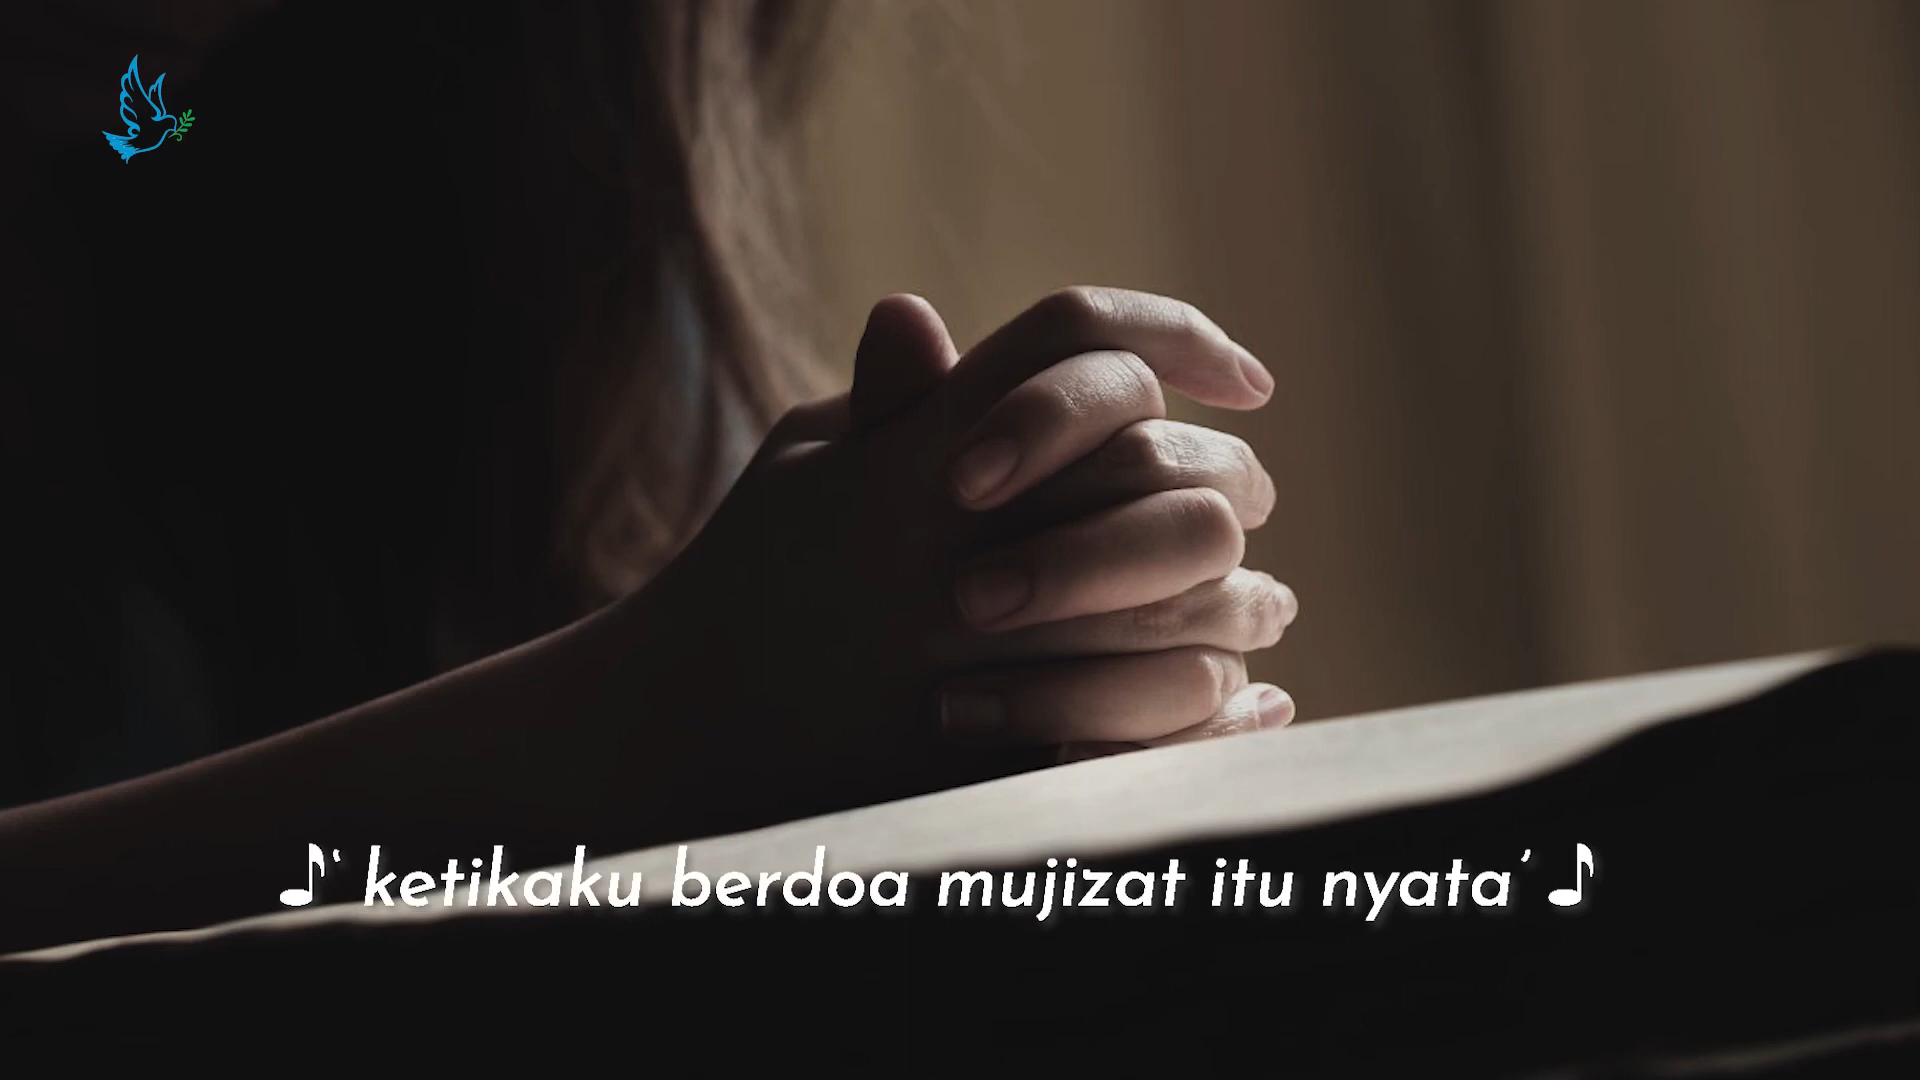 ♪‘ ketikaku berdoa mujizat itu nyata’ ♪